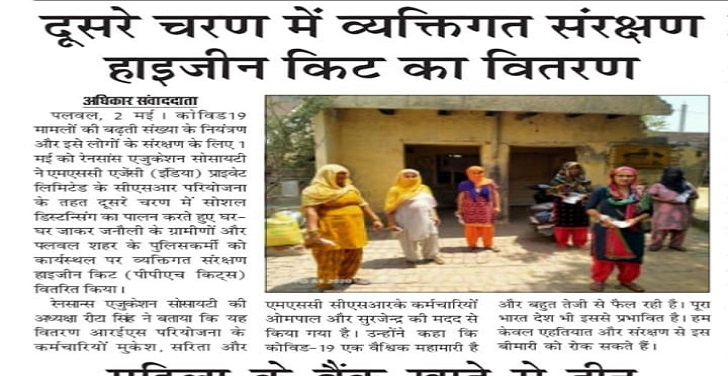 दूसरे चरण में व्यक्तिगत संरक्षण
हाइजीन किट का वितरण
अधिकार संवाददाता
पलवल, 2 मई । कोविड19
मामलों की बढ़ती संख्या के नियंत्रण
और इसे लोगों के संरक्षण के लिए 1
मई को रेनसांस एजुकेशन सोसायटी
ने एमएससी एजेंसी (इंडिया) प्राइवेट
लिमिटेड के सीएसआर परियोजना
के तहत दूसरे चरण में सोशल
डिस्टन्सिंग का पालन करते हुए घर-
घर जाकर जनौली के ग्रामीणों और
पलवल शहर के पुलिसकर्मी को
कार्यस्थल पर व्यक्तिगत संरक्षण
हाइजीन किट (पीपीएच किट्स)
वितरित किया।
रेनसान्स एजुकेशन सोसायटी की
अध्यक्षा रीटा सिंह ने बताया कि यह
वितरण आरईएस परियोजना के
कर्मचारियों मुकेश, सरिता और
एमएससी सीएसआरके कर्मचारियों
ओमपाल और सुरजेन्द्र की मदद से
किया गया है। उन्होंने कहा कि
कोविड-19 एक वैश्विक महामारी है
और बहुत तेजी से फैल रही है। पूरा
भारत देश भी इससे प्रभावित है। हम
केवल एहतियात और संरक्षण से इस
बीमारी को रोक सकते हैं।